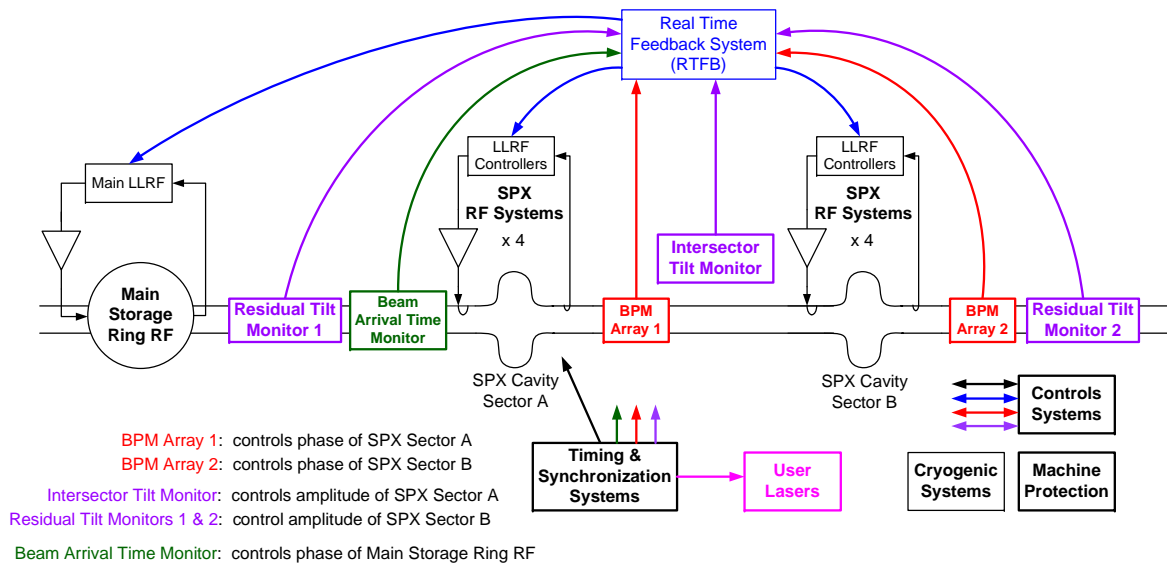 Real Time
Feedback System
(RTFB)
LLRF
Controllers
LLRF
Controllers
Main LLRF
SPX
RF Systems
x 4
SPX
RF Systems
x 4
Intersector
Tilt Monitor
Main
Storage
Ring RF
Residual Tilt
Monitor 1
Beam
Arrival Time
Monitor
BPM
Array 1
BPM
Array 2
Residual Tilt
Monitor 2
SPX Cavity
Sector A
SPX Cavity
Sector B
Controls
Systems
BPM Array 1: controls phase of SPX Sector A
BPM Array 2: controls phase of SPX Sector B
Intersector Tilt Monitor: controls amplitude of SPX Sector A
Residual Tilt Monitors 1 & 2: control amplitude of SPX Sector B
Beam Arrival Time Monitor: controls phase of Main Storage Ring RF
Timing &
Synchronization
Systems
User
Lasers
Cryogenic
Systems
Machine
Protection